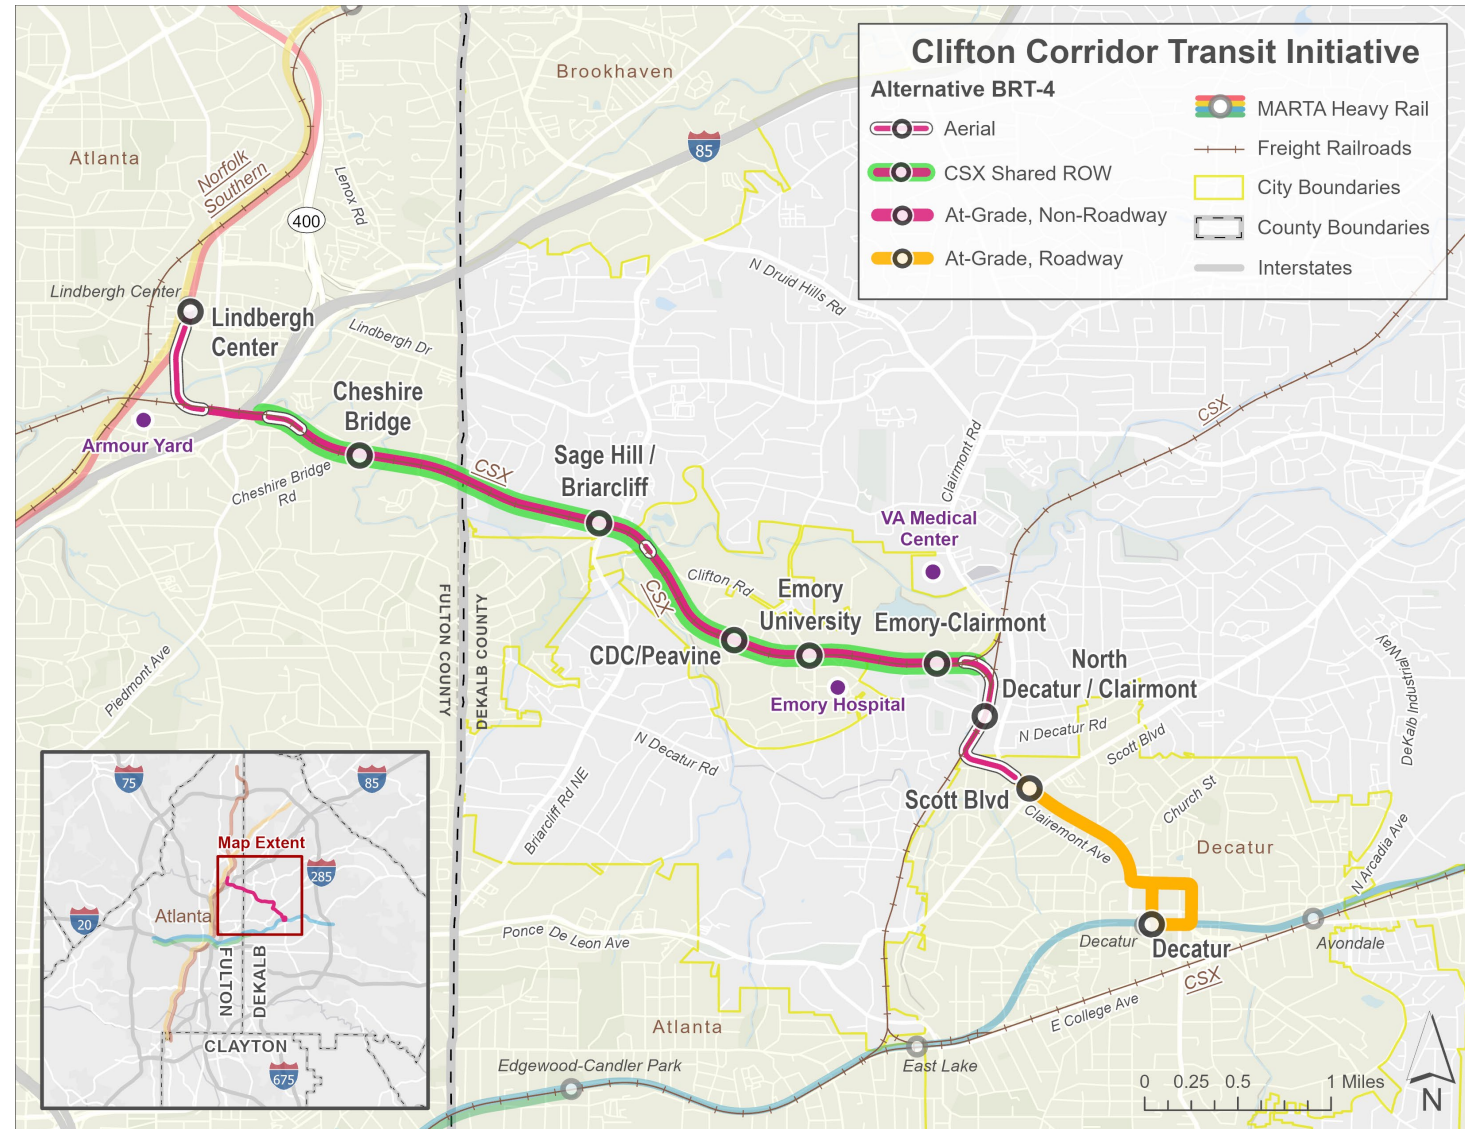 Clifton Corridor Transit Initiative
Alternative BRT-4
Aerial
CSX Shared ROW
At-Grade, Non-Roadway
At-Grade, Roadway
MARTA Heavy Rail
Freight Railroads
City Boundaries
County Boundaries
Interstates
Brookhaven
Atlanta
85
Norfolk
Southern
Lenox Rd
400
N Druid Hills Rd
Lindbergh Center
Lindbergh
Center
Lindbergh Dr
Cheshire
Bridge
CSX
Armour Yard
Cheshire Bridge
Rd
CSX
Sage Hill /
Briarcliff
Clairmont Rd
VA Medical
Center
Clifton Rd
CSX
Emory
University
Emory-Clairmont
CDC/Peavine
North
Decatur / Clairmont
Emory Hospital
FULTON COUNTY
DEKALB COUNTY
Piedmont Ave
DeKalb Industrial Way
N Decatur Rd
Scott Blvd
N Decatur Rd
Briarcliff Rd NE
Scott Blvd
Church St
Clairemont Ave
Decatur
N Arcadia Ave
Ponce De Leon Ave
Decatur
Decatur
Avondale
CSX
E College Ave
Atlanta
Edgewood-Candler Park
East Lake
75
85
Map Extent
285
Atlanta
20
FULTON
DEKALB
CLAYTON
675
0 0.25 0.5 1 Miles
N